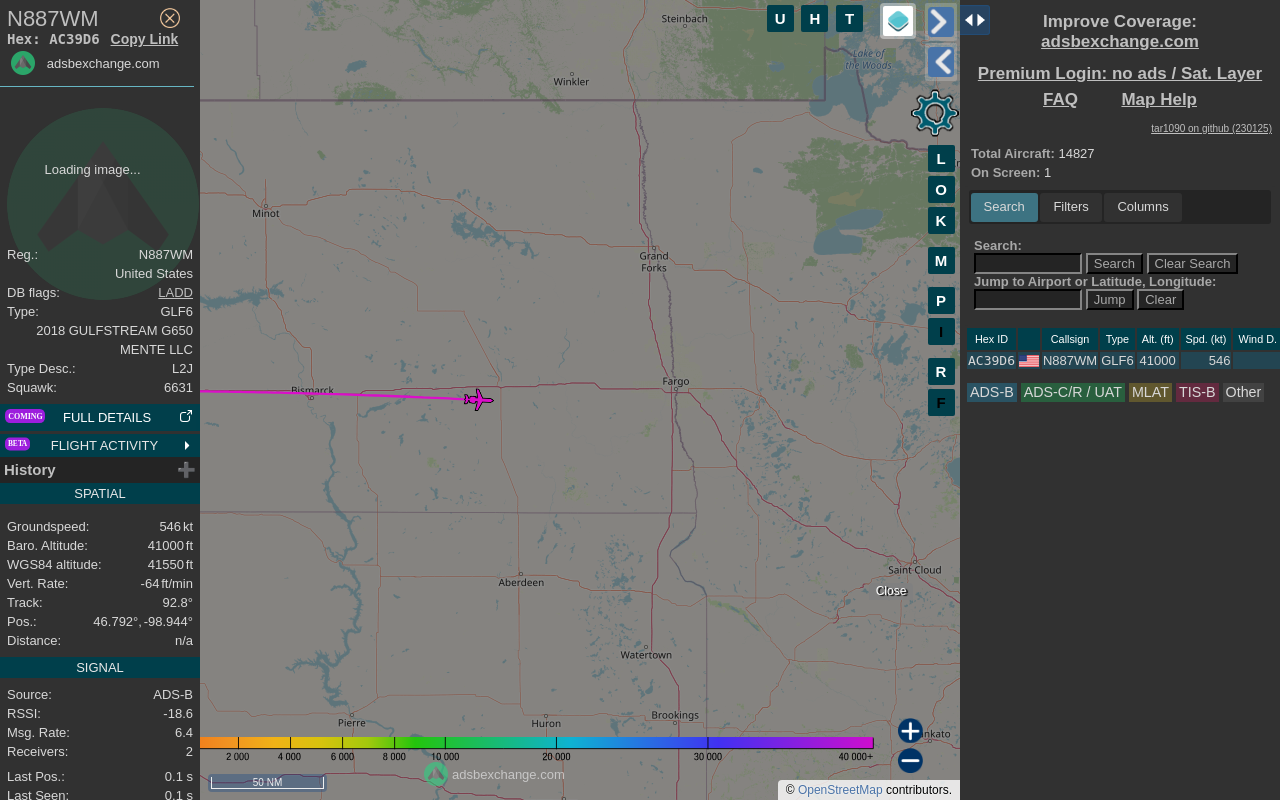 N887WM
Hex: AC39D6 Copy Link
adsbexchange.com
Loading image...
Reg.: N887WM
United States
DB flags: LADD
Type: GLF6
2018 GULFSTREAM G650
MENTE LLC
Type Desc.: L2J
Squawk: 6631
COMING FULL DETAILS
BETA FLIGHT ACTIVITY
History
SPATIAL
Groundspeed: 546 kt
Baro. Altitude: 41000 ft
WGS84 altitude: 41550 ft
Vert. Rate: -64 ft/min
Track: 92.8°
Pos.: 46.792°, -98.944°
Distance: n/a
SIGNAL
Source: ADS-B
RSSI: -18.6
Msg. Rate: 6.4
Receivers: 2
Last Pos.: 0.1 s
Last Seen: 0.1 s
Steinbach
Winkler
Lake of
the Woods
Minot
Grand
Forks
Bismarck
Fargo
Aberdeen
Saint Cloud
Close
Watertown
Pierre
Huron
Brookings
nkato
U H T
L
O
K
M
P
I
R
F
2 000 4 000 6 000 8 000 10 000 20 000 30 000 40 000+
adsbexchange.com
50 NM
© OpenStreetMap contributors.
Improve Coverage:
adsbexchange.com
Premium Login: no ads / Sat. Layer
FAQ Map Help
tar1090 on github (230125)
Total Aircraft: 14827
On Screen: 1
Search Filters Columns
Search:
Search Clear Search
Jump to Airport or Latitude, Longitude:
Jump Clear
Hex ID Callsign Type Alt. (ft) Spd. (kt) Wind D.
AC39D6 N887WM GLF6 41000 546
ADS-B ADS-C/R / UAT MLAT TIS-B Other